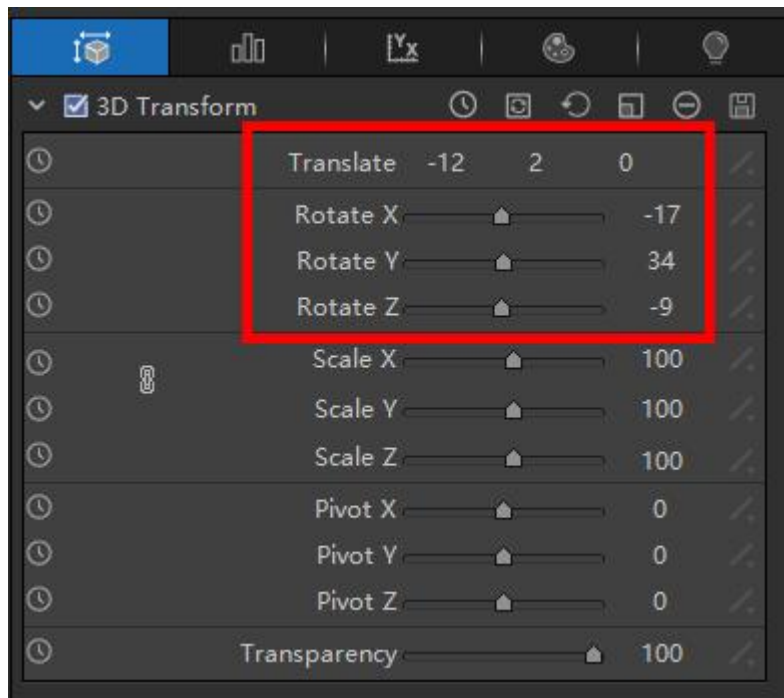 Yx
3D Transform
Translate -12 2 0
Rotate X -17
Rotate Y 34
Rotate Z -9
Scale X 100
Scale Y 100
Scale Z 100
Pivot X 0
Pivot Y 0
Pivot Z 0
Transparency 100